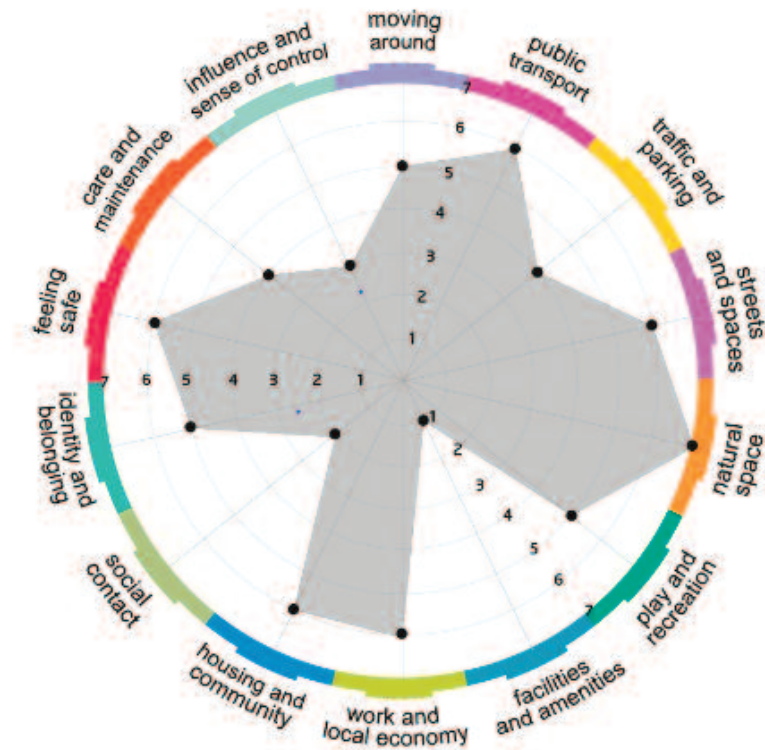 moving
around
public
transport
traffic and
parking
streets
and spaces
natural
space
play and
recreation
facilities
and amenities
work and
local economy
housing and
community
social
contact
identity and
belonging
feeling
safe
care and
maintenance
influence and
sense of control
7
6
5
4
3
2
1
7 6 5 4 3 2 1
1
2
3
4
5
6
7